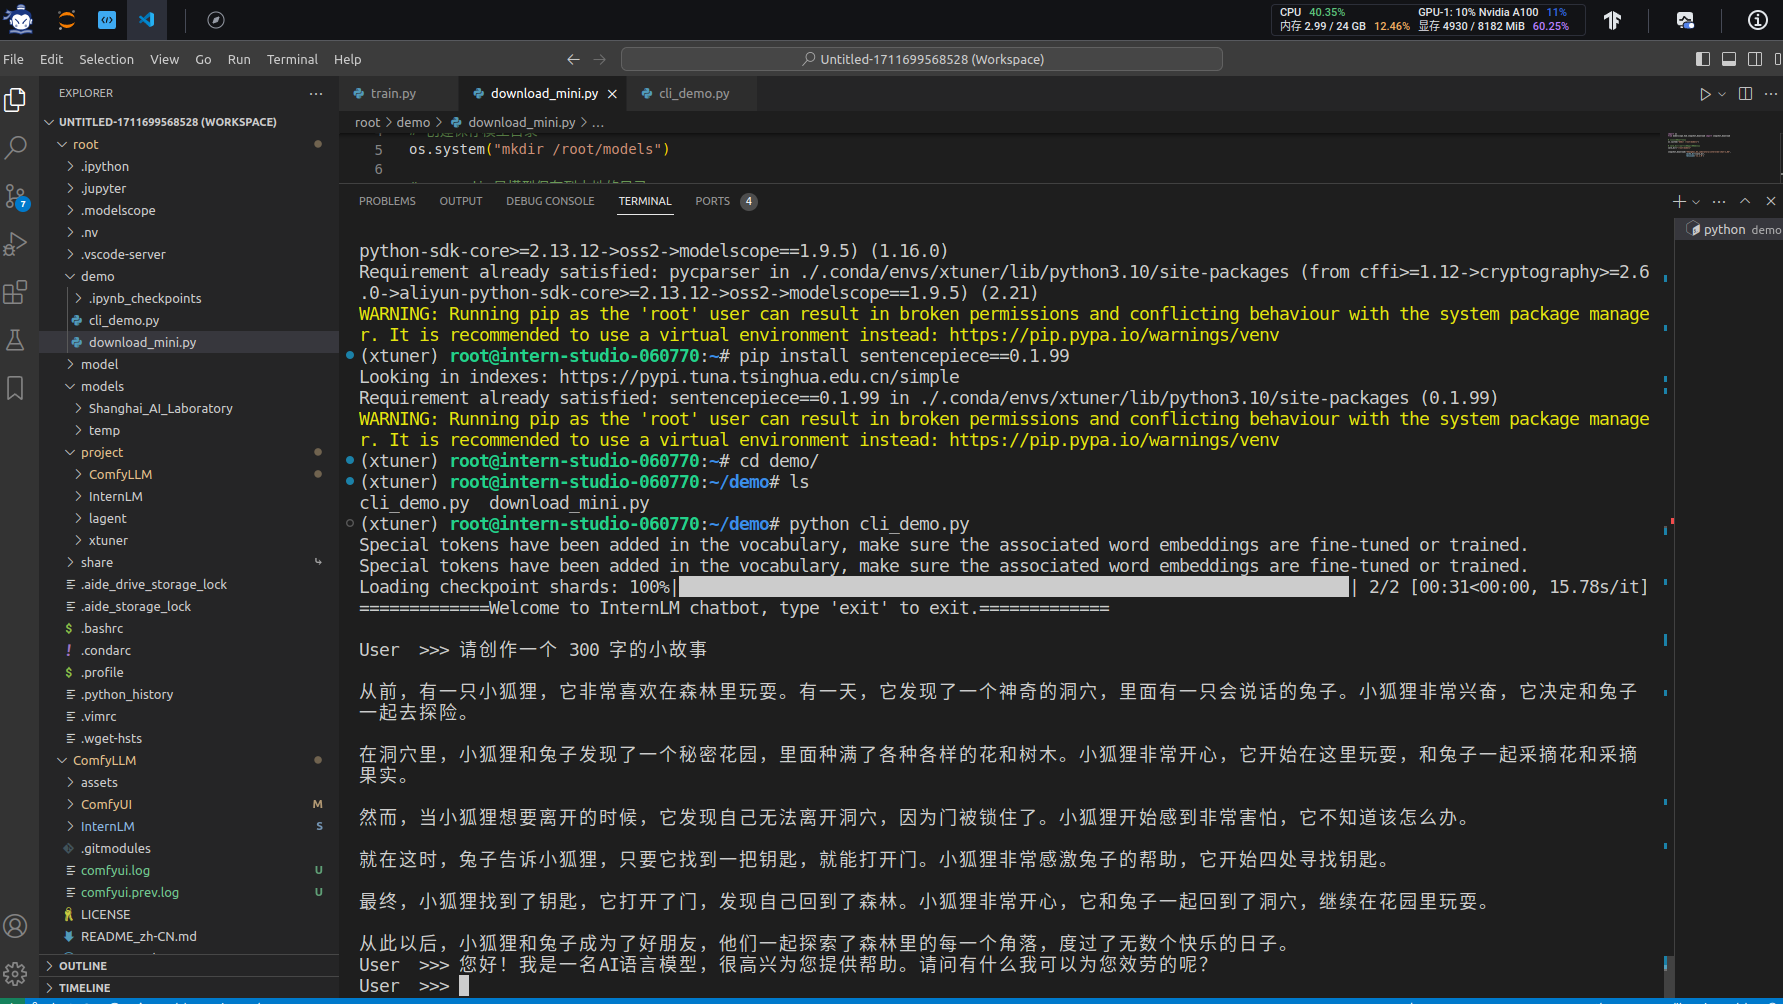 CPU 40.35% GPU-1: 10% Nvidia A100 11%
内存 2.99 / 24 GB 12.46% 显存 4930 / 8182 MiB 60.25%
File Edit Selection View Go Run Terminal Help
Untitled-1711699568528 (Workspace)
EXPLORER
UNTITLED-1711699568528 (WORKSPACE)
root
.ipython
.jupyter
.modelscope
.nv
.vscode-server
demo
.ipynb_checkpoints
cli_demo.py
download_mini.py
model
models
Shanghai_AI_Laboratory
temp
project
ComfyLLM
InternLM
lagent
xtuner
share
.aide_drive_storage_lock
.aide_storage_lock
.bashrc
.condarc
.profile
.python_history
.vimrc
.wget-hsts
ComfyLLM
assets
ComfyUI M
InternLM S
.gitmodules
comfyui.log U
comfyui.prev.log U
LICENSE
README_zh-CN.md
OUTLINE
TIMELINE
7
train.py download_mini.py cli_demo.py
root > demo > download_mini.py > ...
5 os.system("mkdir /root/models")
6
PROBLEMS OUTPUT DEBUG CONSOLE TERMINAL PORTS 4
python demo
python-sdk-core>=2.13.12->oss2->modelscope==1.9.5) (1.16.0)
Requirement already satisfied: pycparser in ./.conda/envs/xtuner/lib/python3.10/site-packages (from cffi>=1.12->cryptography>=2.6
.0->aliyun-python-sdk-core>=2.13.12->oss2->modelscope==1.9.5) (2.21)
WARNING: Running pip as the 'root' user can result in broken permissions and conflicting behaviour with the system package manage
r. It is recommended to use a virtual environment instead: https://pip.pypa.io/warnings/venv
(xtuner) root@intern-studio-060770:~# pip install sentencepiece==0.1.99
Looking in indexes: https://pypi.tuna.tsinghua.edu.cn/simple
Requirement already satisfied: sentencepiece==0.1.99 in ./.conda/envs/xtuner/lib/python3.10/site-packages (0.1.99)
WARNING: Running pip as the 'root' user can result in broken permissions and conflicting behaviour with the system package manage
r. It is recommended to use a virtual environment instead: https://pip.pypa.io/warnings/venv
(xtuner) root@intern-studio-060770:~# cd demo/
(xtuner) root@intern-studio-060770:~/demo# ls
cli_demo.py  download_mini.py
(xtuner) root@intern-studio-060770:~/demo# python cli_demo.py
Special tokens have been added in the vocabulary, make sure the associated word embeddings are fine-tuned or trained.
Special tokens have been added in the vocabulary, make sure the associated word embeddings are fine-tuned or trained.
Loading checkpoint shards: 100%| | 2/2 [00:31<00:00, 15.78s/it]
=============Welcome to InternLM chatbot, type 'exit' to exit.=============
User  >>> 请创作一个 300 字的小故事
从前，有一只小狐狸，它非常喜欢在森林里玩耍。有一天，它发现了一个神奇的洞穴，里面有一只会说话的兔子。小狐狸非常兴奋，它决定和兔子
一起去探险。
在洞穴里，小狐狸和兔子发现了一个秘密花园，里面种满了各种各样的花和树木。小狐狸非常开心，它开始在这里玩耍，和兔子一起采摘花和采摘
果实。
然而，当小狐狸想要离开的时候，它发现自己无法离开洞穴，因为门被锁住了。小狐狸开始感到非常害怕，它不知道该怎么办。
就在这时，兔子告诉小狐狸，只要它找到一把钥匙，就能打开门。小狐狸非常感激兔子的帮助，它开始四处寻找钥匙。
最终，小狐狸找到了钥匙，它打开了门，发现自己回到了森林。小狐狸非常开心，它和兔子一起回到了洞穴，继续在花园里玩耍。
从此以后，小狐狸和兔子成为了好朋友，他们一起探索了森林里的每一个角落，度过了无数个快乐的日子。
User  >>> 您好！我是一名AI语言模型，很高兴为您提供帮助。请问有什么我可以为您效劳的呢？
User  >>>